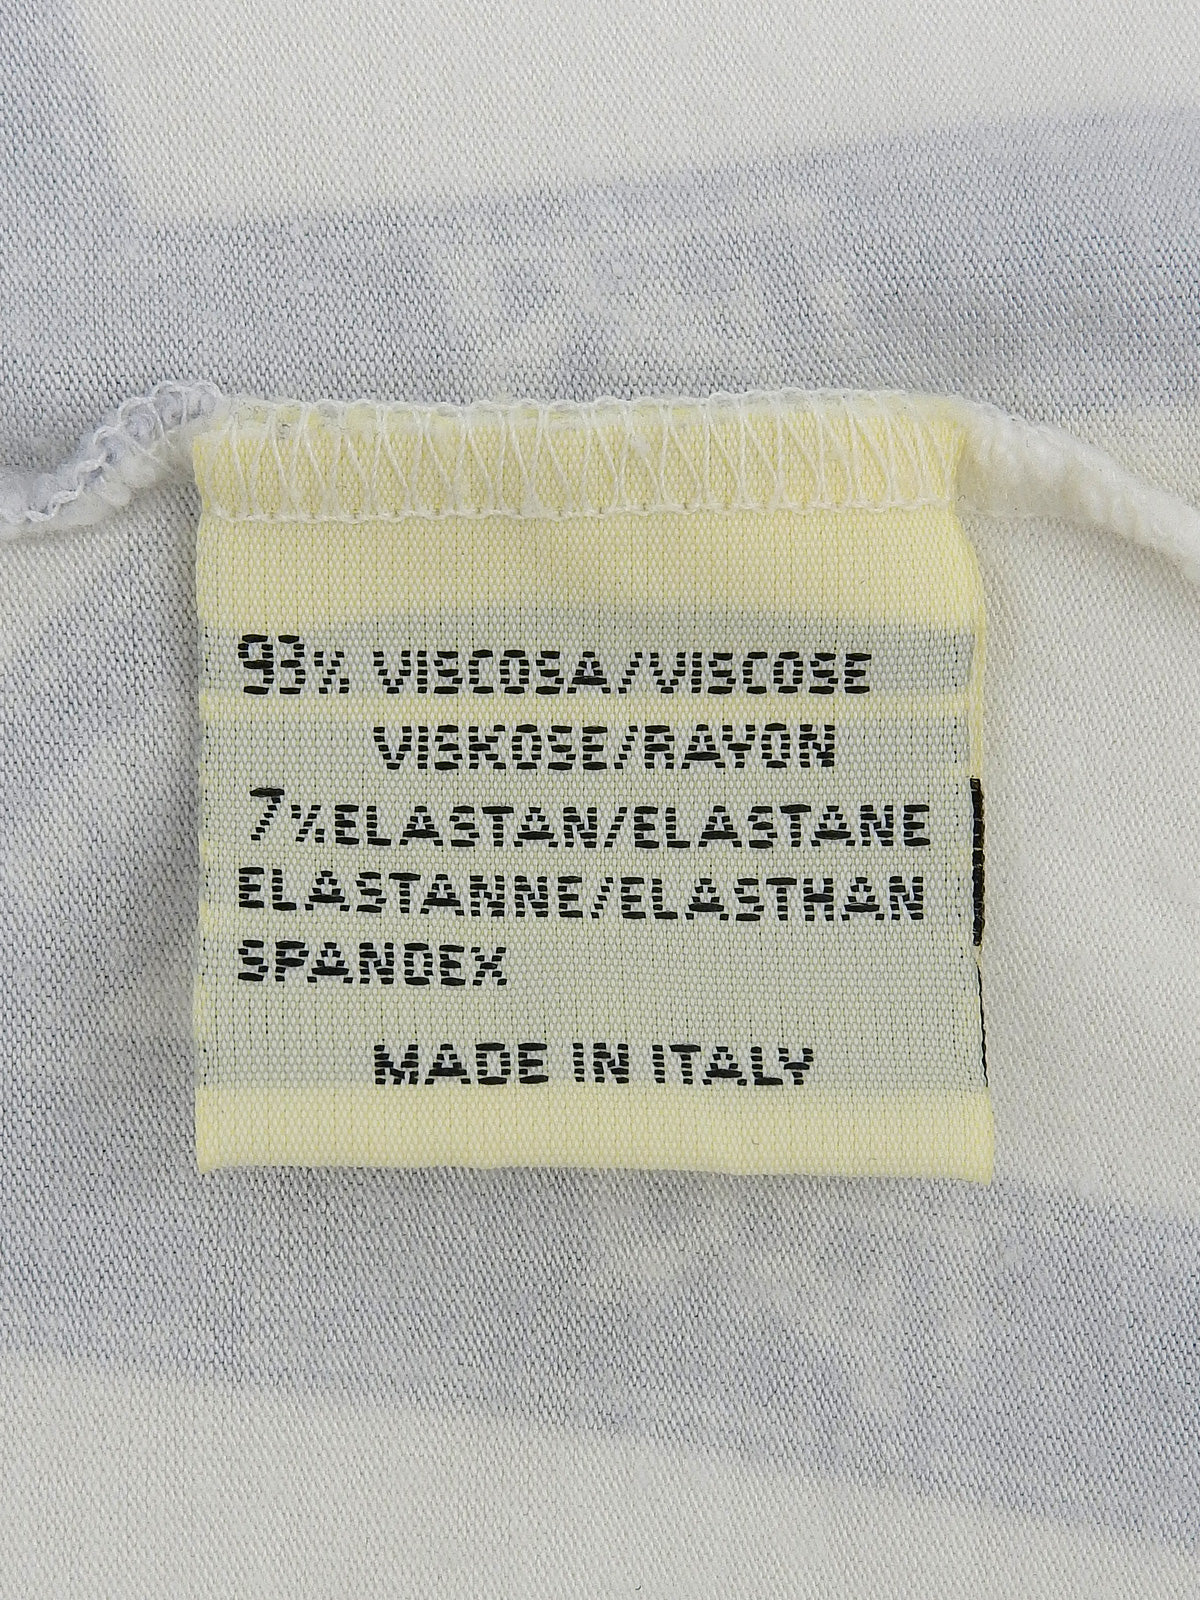 93% VISCOSA/VISCOSE
VISKOSE/RAYON
7%ELASTAN/ELASTANE
ELASTANNE/ELASTHAN
SPANDEX
MADE IN ITALY